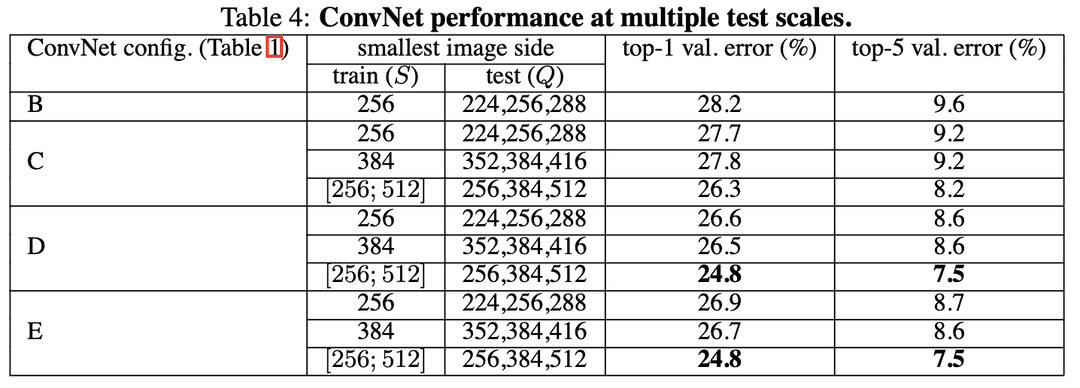 Table 4: ConvNet performance at multiple test scales.
ConvNet config. (Table 1) smallest image side top-1 val. error (%) top-5 val. error (%)
train (S) test (Q)
B 256 224,256,288 28.2 9.6
256 224,256,288 27.7 9.2
C 384 352,384,416 27.8 9.2
[256; 512] 256,384,512 26.3 8.2
256 224,256,288 26.6 8.6
D 384 352,384,416 26.5 8.6
[256; 512] 256,384,512 24.8 7.5
256 224,256,288 26.9 8.7
E 384 352,384,416 26.7 8.6
[256; 512] 256,384,512 24.8 7.5